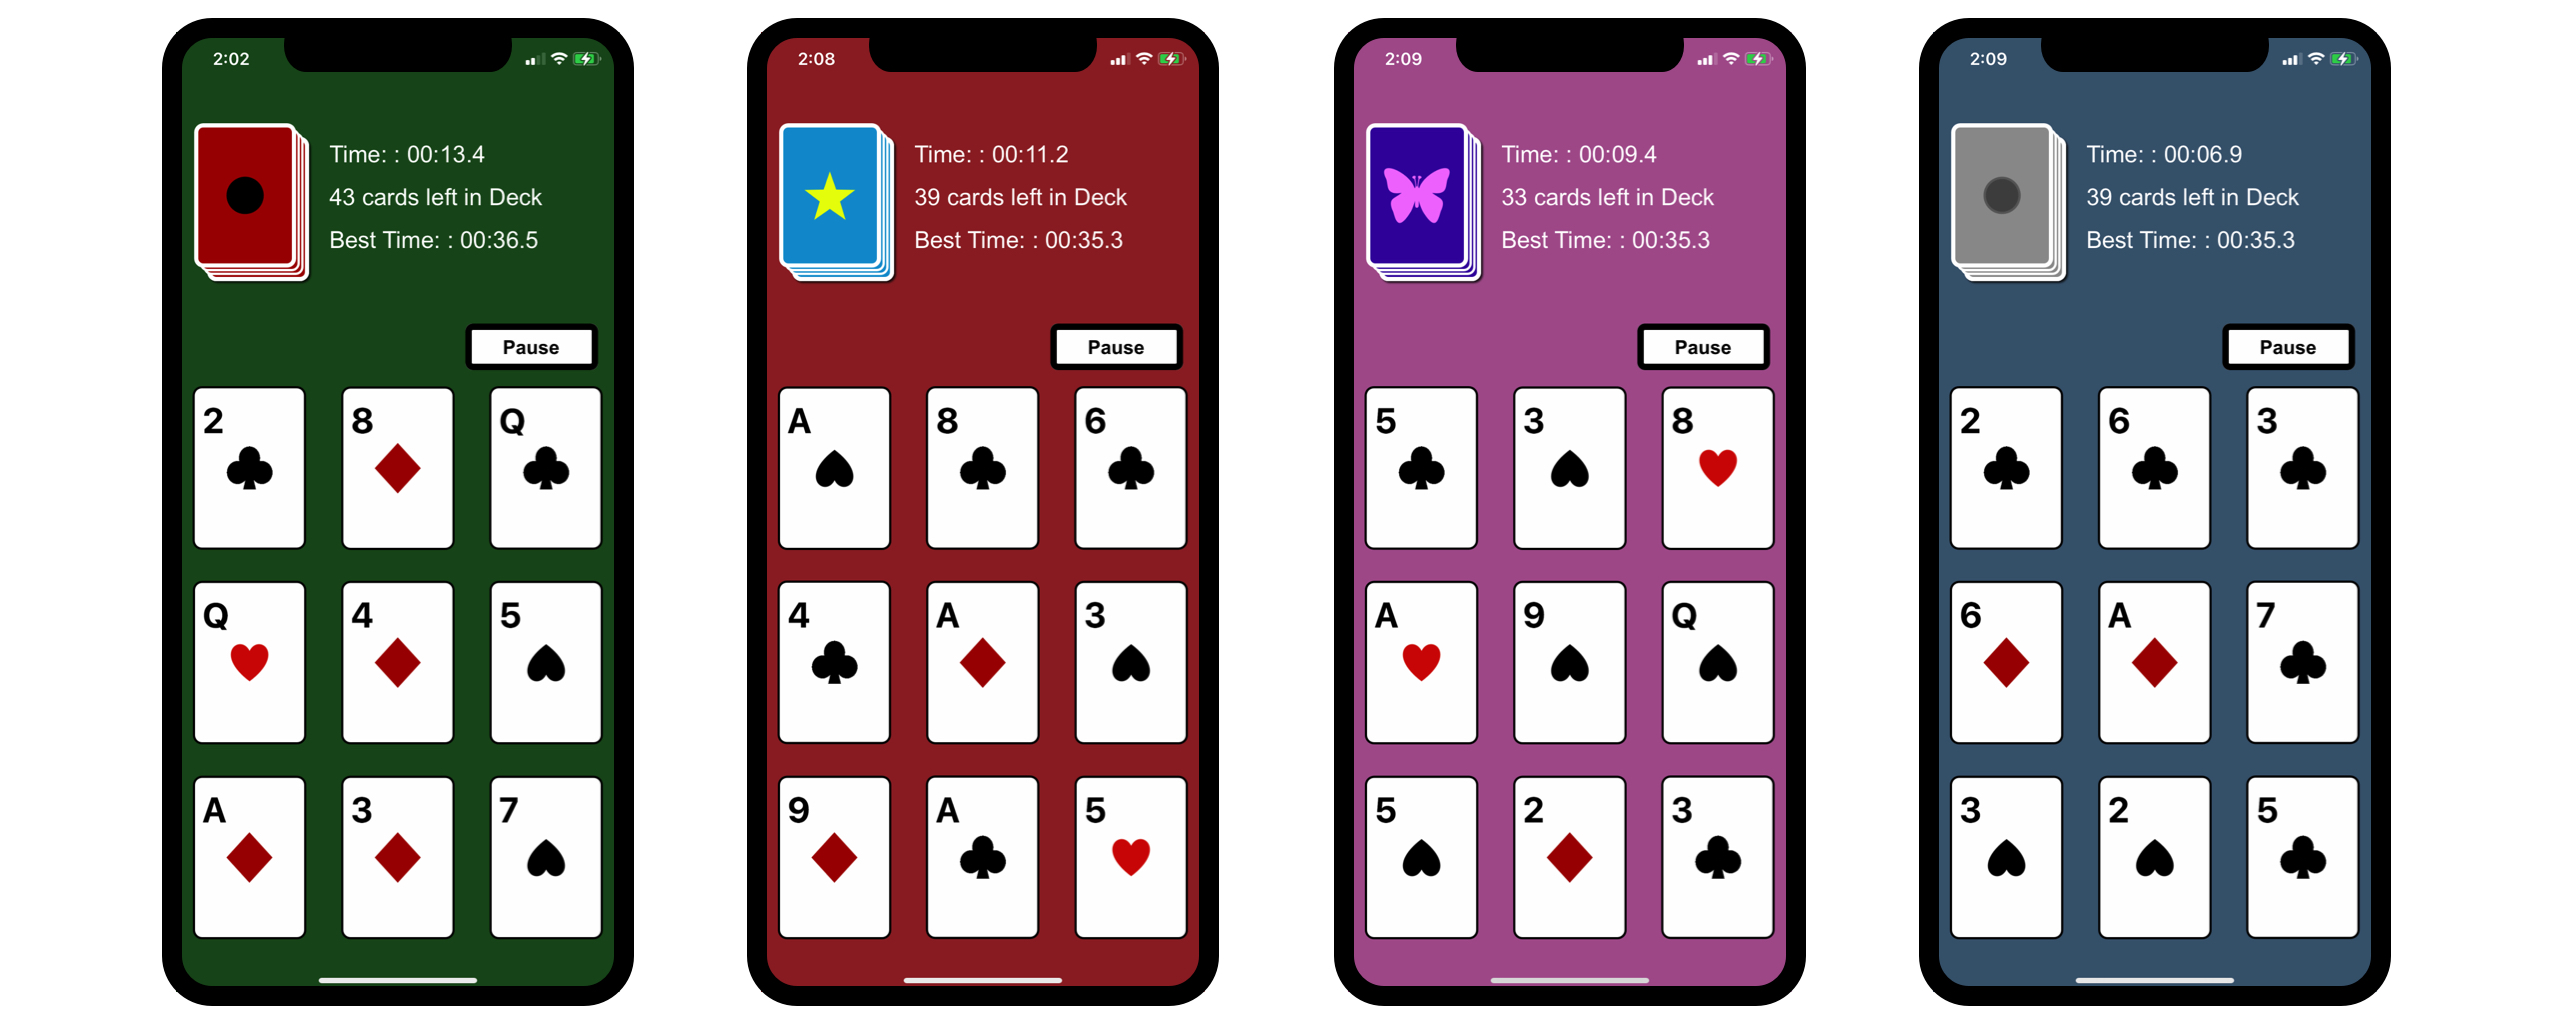 2:02
Time: : 00:13.4
43 cards left in Deck
Best Time: : 00:36.5
Pause
2 8 Q
Q 4 5
A 3 7
2:08
Time: : 00:11.2
39 cards left in Deck
Best Time: : 00:35.3
Pause
A 8 6
4 A 3
9 A 5
2:09
Time: : 00:09.4
33 cards left in Deck
Best Time: : 00:35.3
Pause
5 3 8
A 9 Q
5 2 3
2:09
Time: : 00:06.9
39 cards left in Deck
Best Time: : 00:35.3
Pause
2 6 3
6 A 7
3 2 5